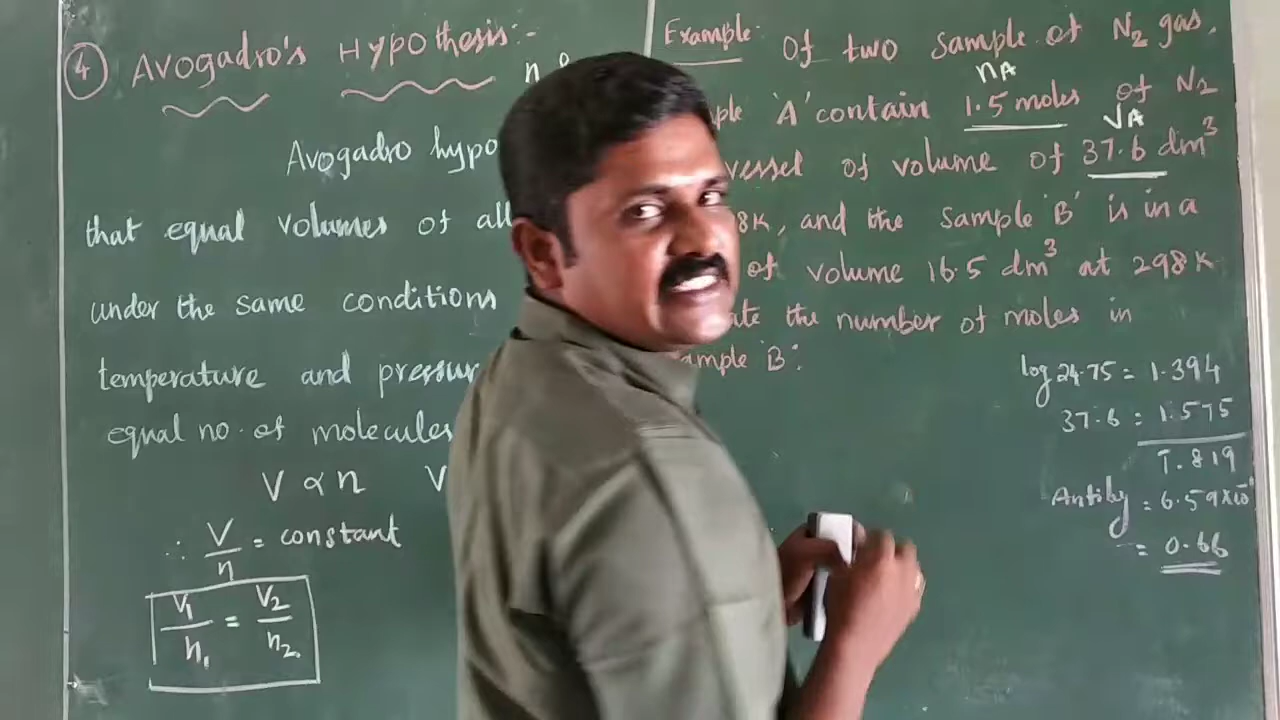 4 Avogadro's Hypothesis:-
Avogadro hypo
that equal volumes of all
under the same conditions
temperature and pressur
equal no. of molecules
V ∝ n V
∴ V/n = constant
V₁/n₁ = V₂/n₂
Example: Of two sample of N₂ gas,
nA
ple 'A' contain 1.5 moles of N₂
VA
vessel of volume of 37.6 dm³
8K, and the sample 'B' is in a
of volume 16.5 dm³ at 298K
ate the number of moles in
ample 'B'.
log 24.75 = 1.394
37.6 = 1.575
1̄.819
= 6.59×10⁻¹
= 0.66